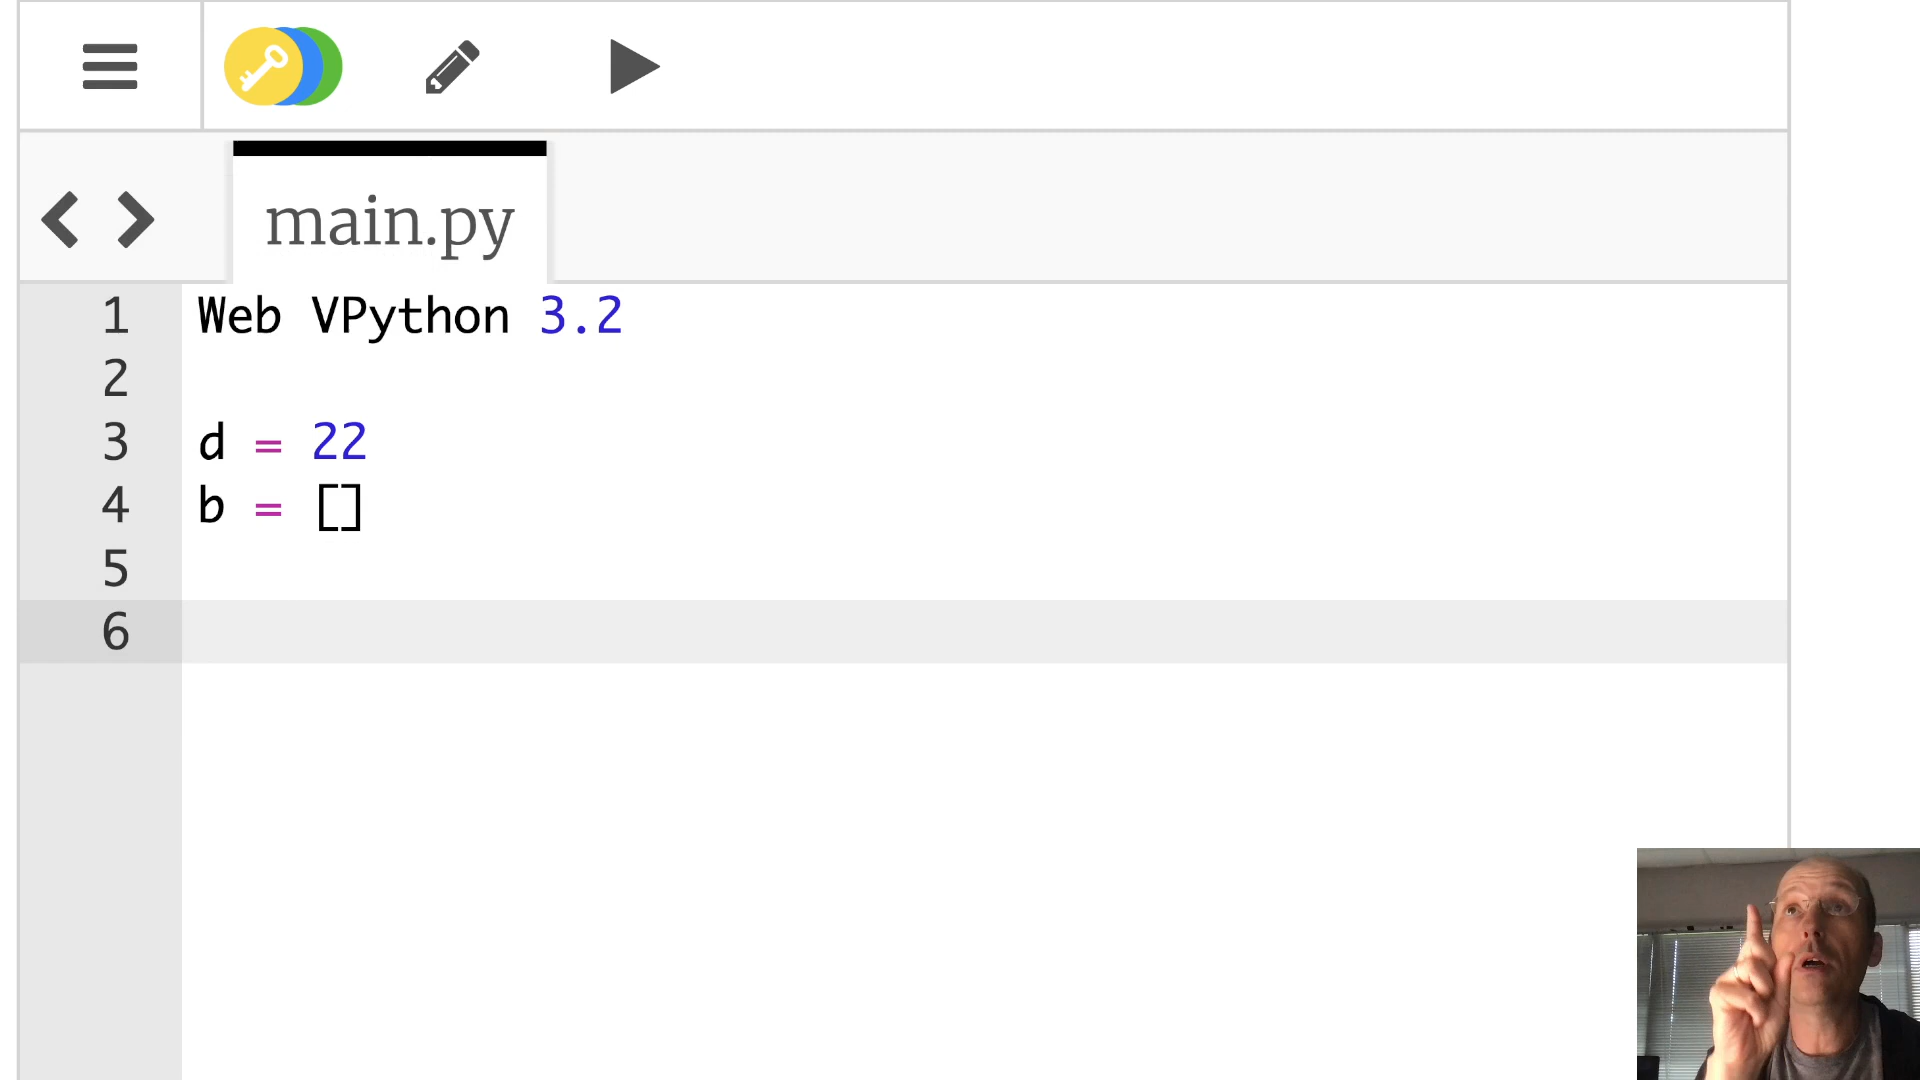 main.py
1 Web VPython 3.2
2
3 d = 22
4 b = []
5
6